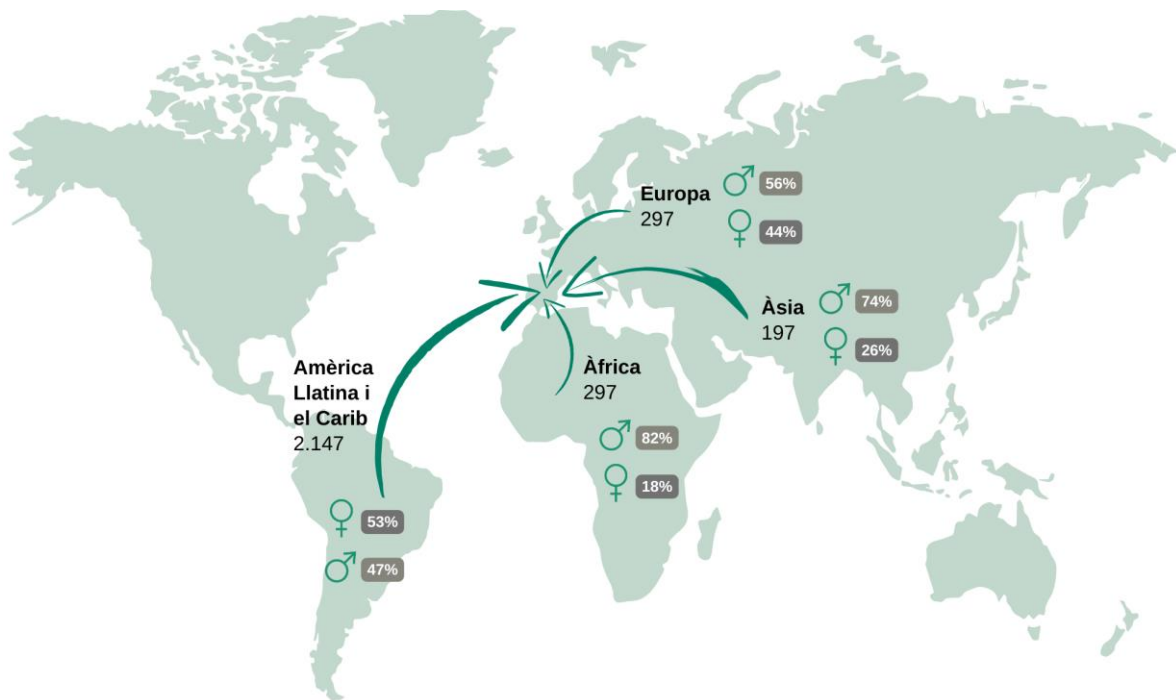 Europa
297
56%
44%
Àsia
197
74%
26%
Amèrica
Llatina i
el Carib
2.147
53%
47%
Àfrica
297
82%
18%